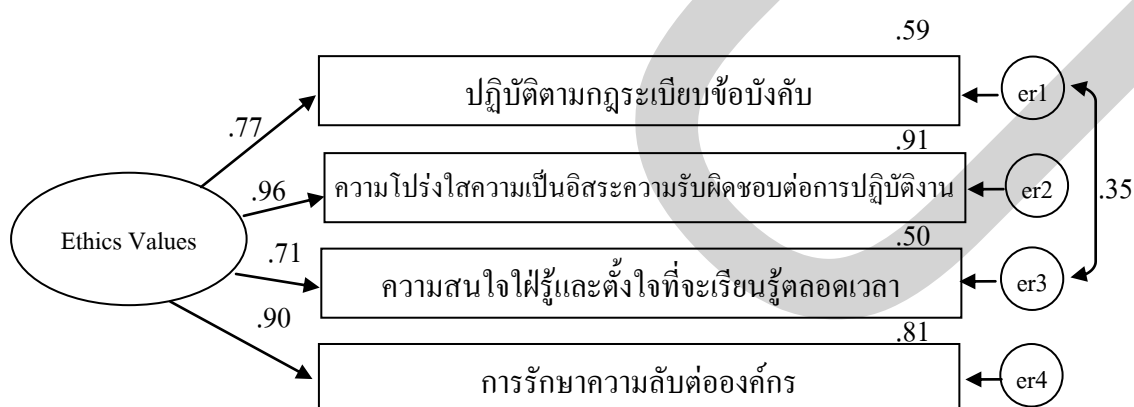 .59
ปฏิบัติตามกฎระเบียบข้อบังคับ
er1
.77
.91
.96
ความโปร่งใสความเป็นอิสระความรับผิดชอบต่อการปฏิบัติงาน
er2
.35
Ethics Values
.50
.71
ความสนใจใฝ่รู้และตั้งใจที่จะเรียนรู้ตลอดเวลา
er3
.90
.81
การรักษาความลับต่อองค์กร
er4